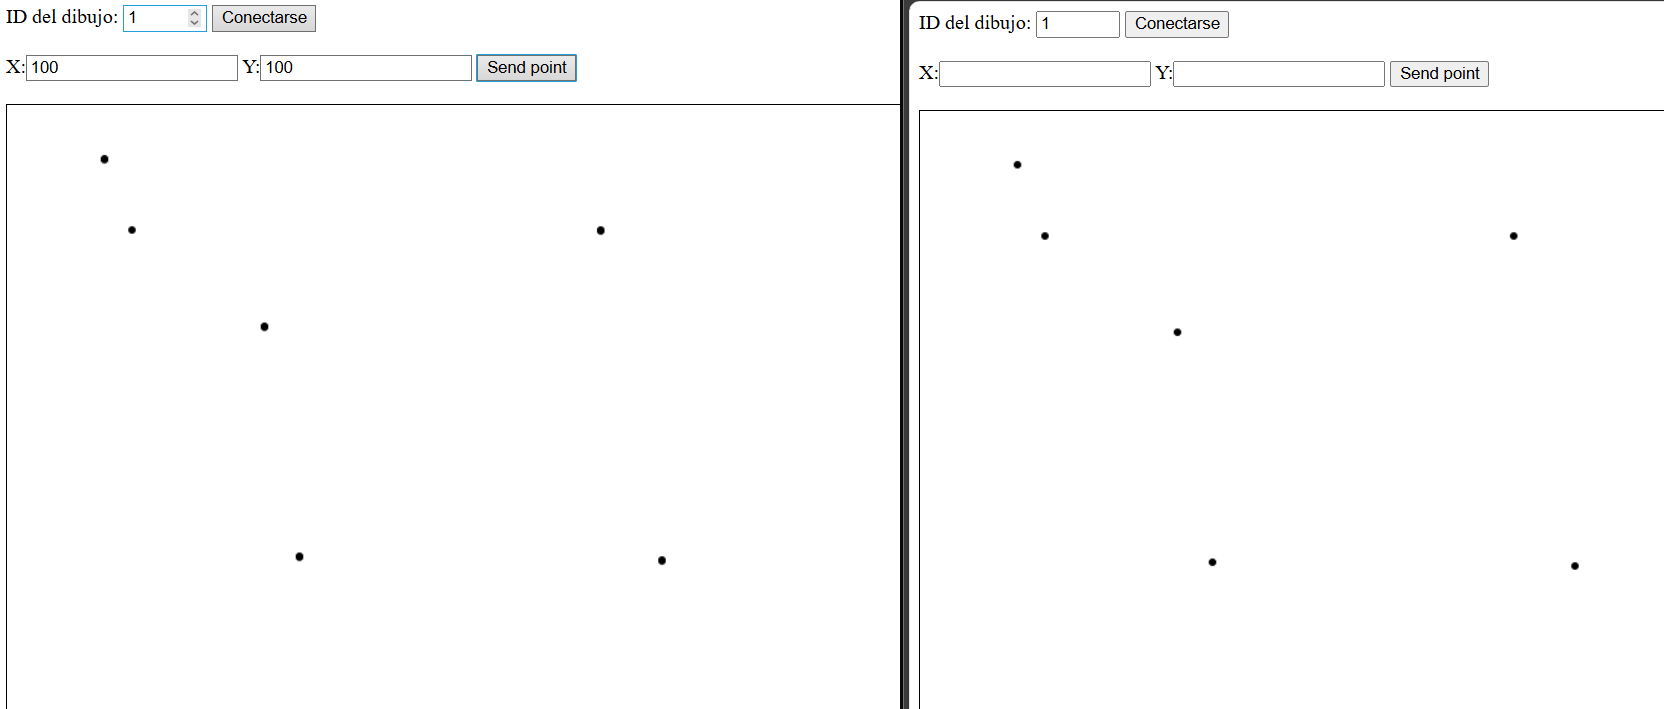 ID del dibujo: 1 Conectarse
X: 100 Y: 100 Send point
ID del dibujo: 1 Conectarse
X: Y: Send point